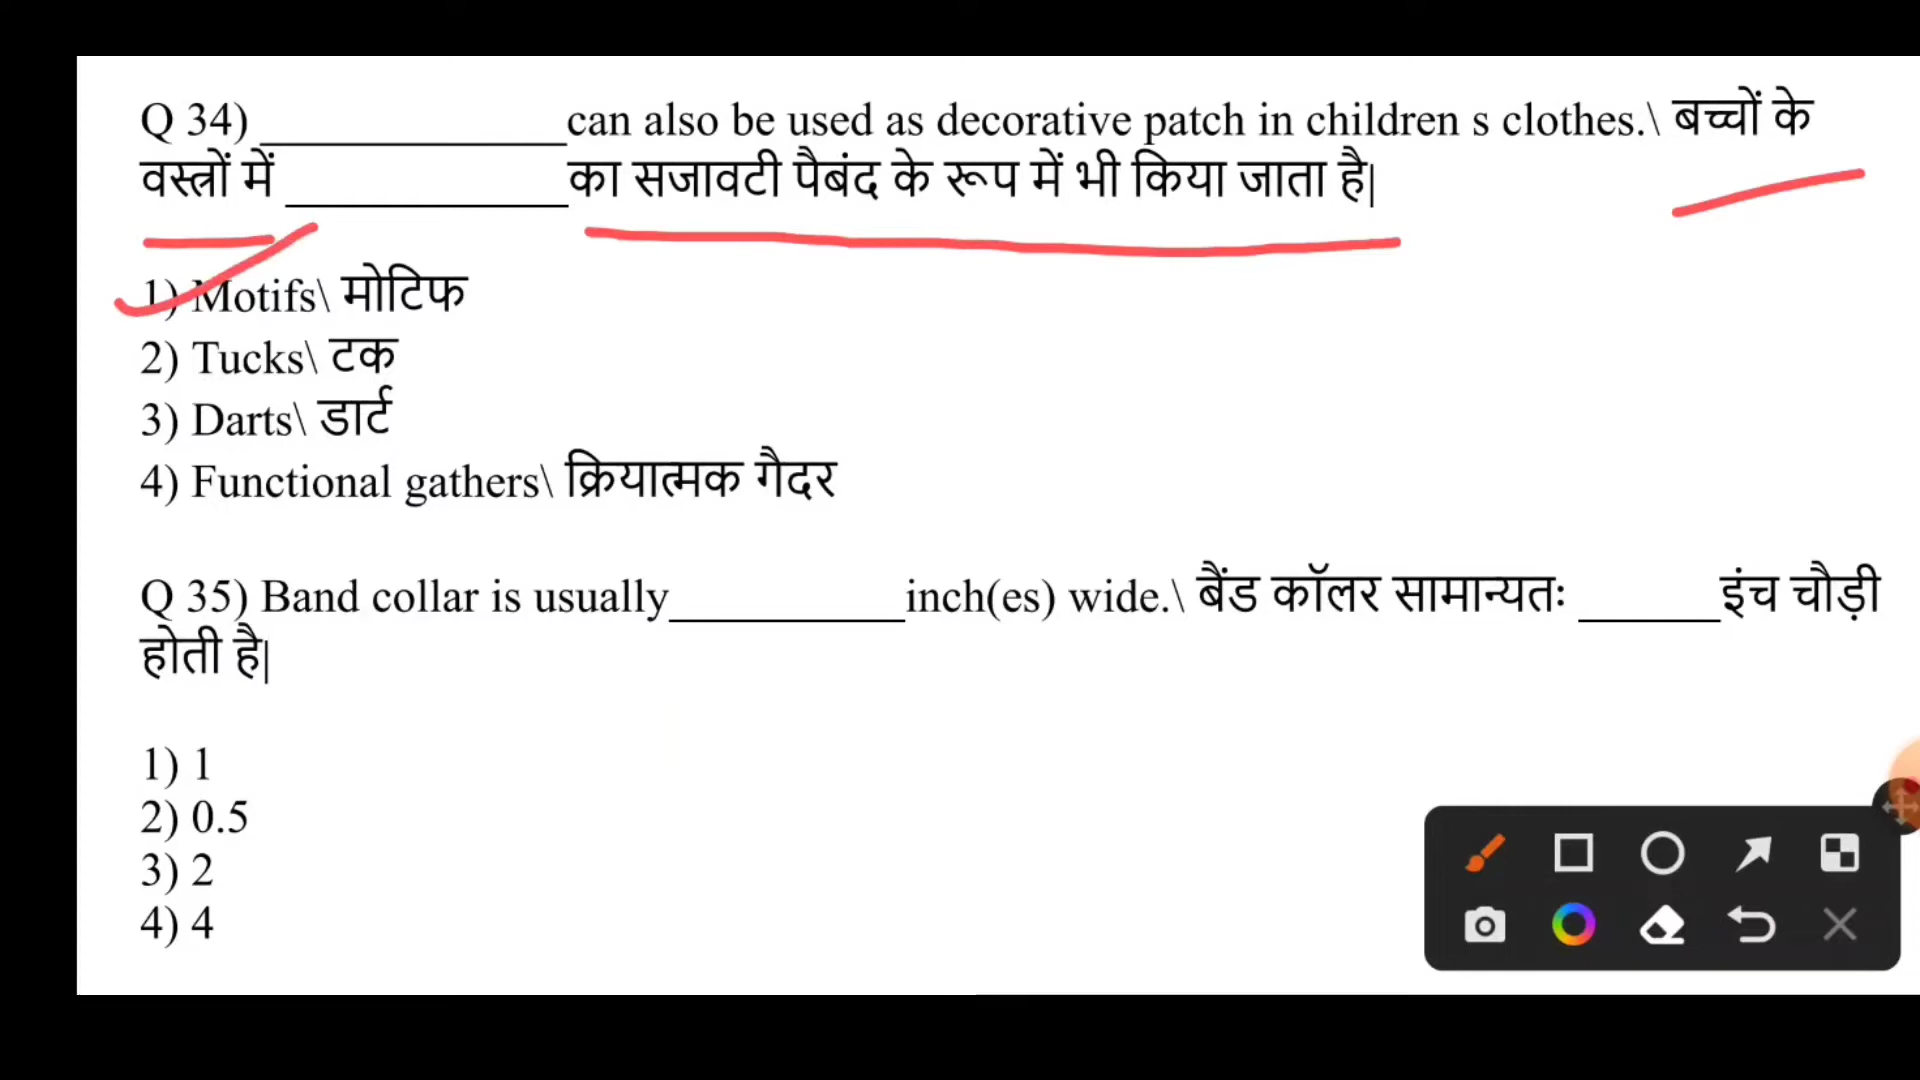 Q 34) _____________can also be used as decorative patch in children s clothes.\ बच्चों के
वस्त्रों में ____________का सजावटी पैबंद के रूप में भी किया जाता है|
1) Motifs\ मोटिफ
2) Tucks\ टक
3) Darts\ डार्ट
4) Functional gathers\ क्रियात्मक गैदर
Q 35) Band collar is usually__________inch(es) wide.\ बैंड कॉलर सामान्यतः ______इंच चौड़ी
होती है|
1) 1
2) 0.5
3) 2
4) 4